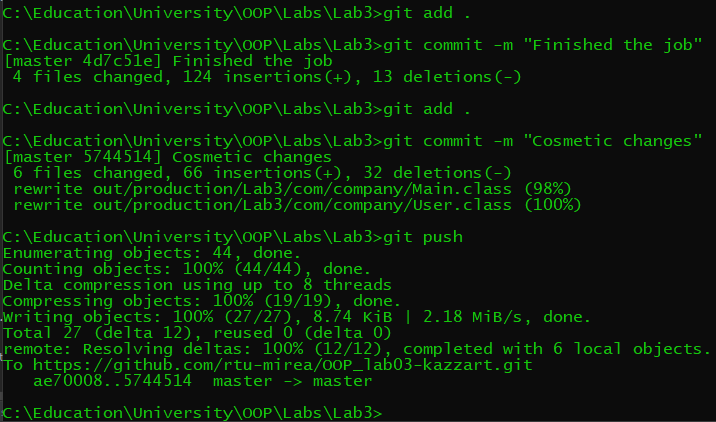 C:\Education\University\OOP\Labs\Lab3>git add .
C:\Education\University\OOP\Labs\Lab3>git commit -m "Finished the job"
[master 4d7c51e] Finished the job
 4 files changed, 124 insertions(+), 13 deletions(-)
C:\Education\University\OOP\Labs\Lab3>git add .
C:\Education\University\OOP\Labs\Lab3>git commit -m "Cosmetic changes"
[master 5744514] Cosmetic changes
 6 files changed, 66 insertions(+), 32 deletions(-)
 rewrite out/production/Lab3/com/company/Main.class (98%)
 rewrite out/production/Lab3/com/company/User.class (100%)
C:\Education\University\OOP\Labs\Lab3>git push
Enumerating objects: 44, done.
Counting objects: 100% (44/44), done.
Delta compression using up to 8 threads
Compressing objects: 100% (19/19), done.
Writing objects: 100% (27/27), 8.74 KiB | 2.18 MiB/s, done.
Total 27 (delta 12), reused 0 (delta 0)
remote: Resolving deltas: 100% (12/12), completed with 6 local objects.
To https://github.com/rtu-mirea/OOP_lab03-kazzart.git
   ae70008..5744514  master -> master
C:\Education\University\OOP\Labs\Lab3>